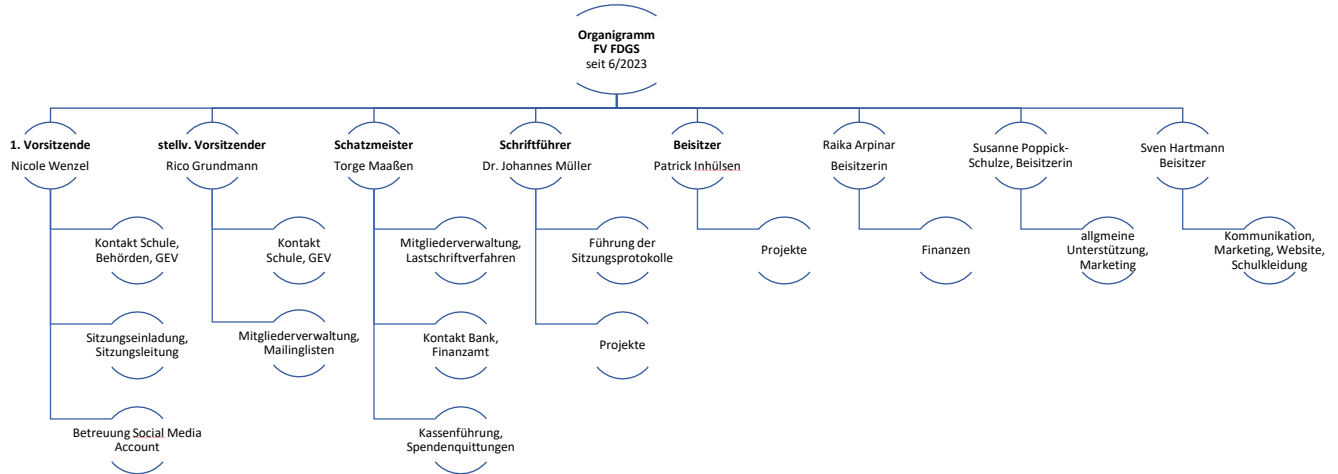 Organigramm
FV FDGS
seit 6/2023
1. Vorsitzende
Nicole Wenzel
stellv. Vorsitzender
Rico Grundmann
Schatzmeister
Torge Maaßen
Schriftführer
Dr. Johannes Müller
Beisitzer
Patrick Inhülsen
Raika Arpinar
Beisitzerin
Susanne Poppick-
Schulze, Beisitzerin
Sven Hartmann
Beisitzer
Kontakt Schule,
Behörden, GEV
Kontakt
Schule, GEV
Mitgliederverwaltung,
Lastschriftverfahren
Führung der
Sitzungsprotokolle
Projekte
Finanzen
allgmeine
Unterstützung,
Marketing
Kommunikation,
Marketing, Website,
Schulkleidung
Sitzungseinladung,
Sitzungsleitung
Mitgliederverwaltung,
Mailinglisten
Kontakt Bank,
Finanzamt
Projekte
Betreuung Social Media
Account
Kassenführung,
Spendenquittungen